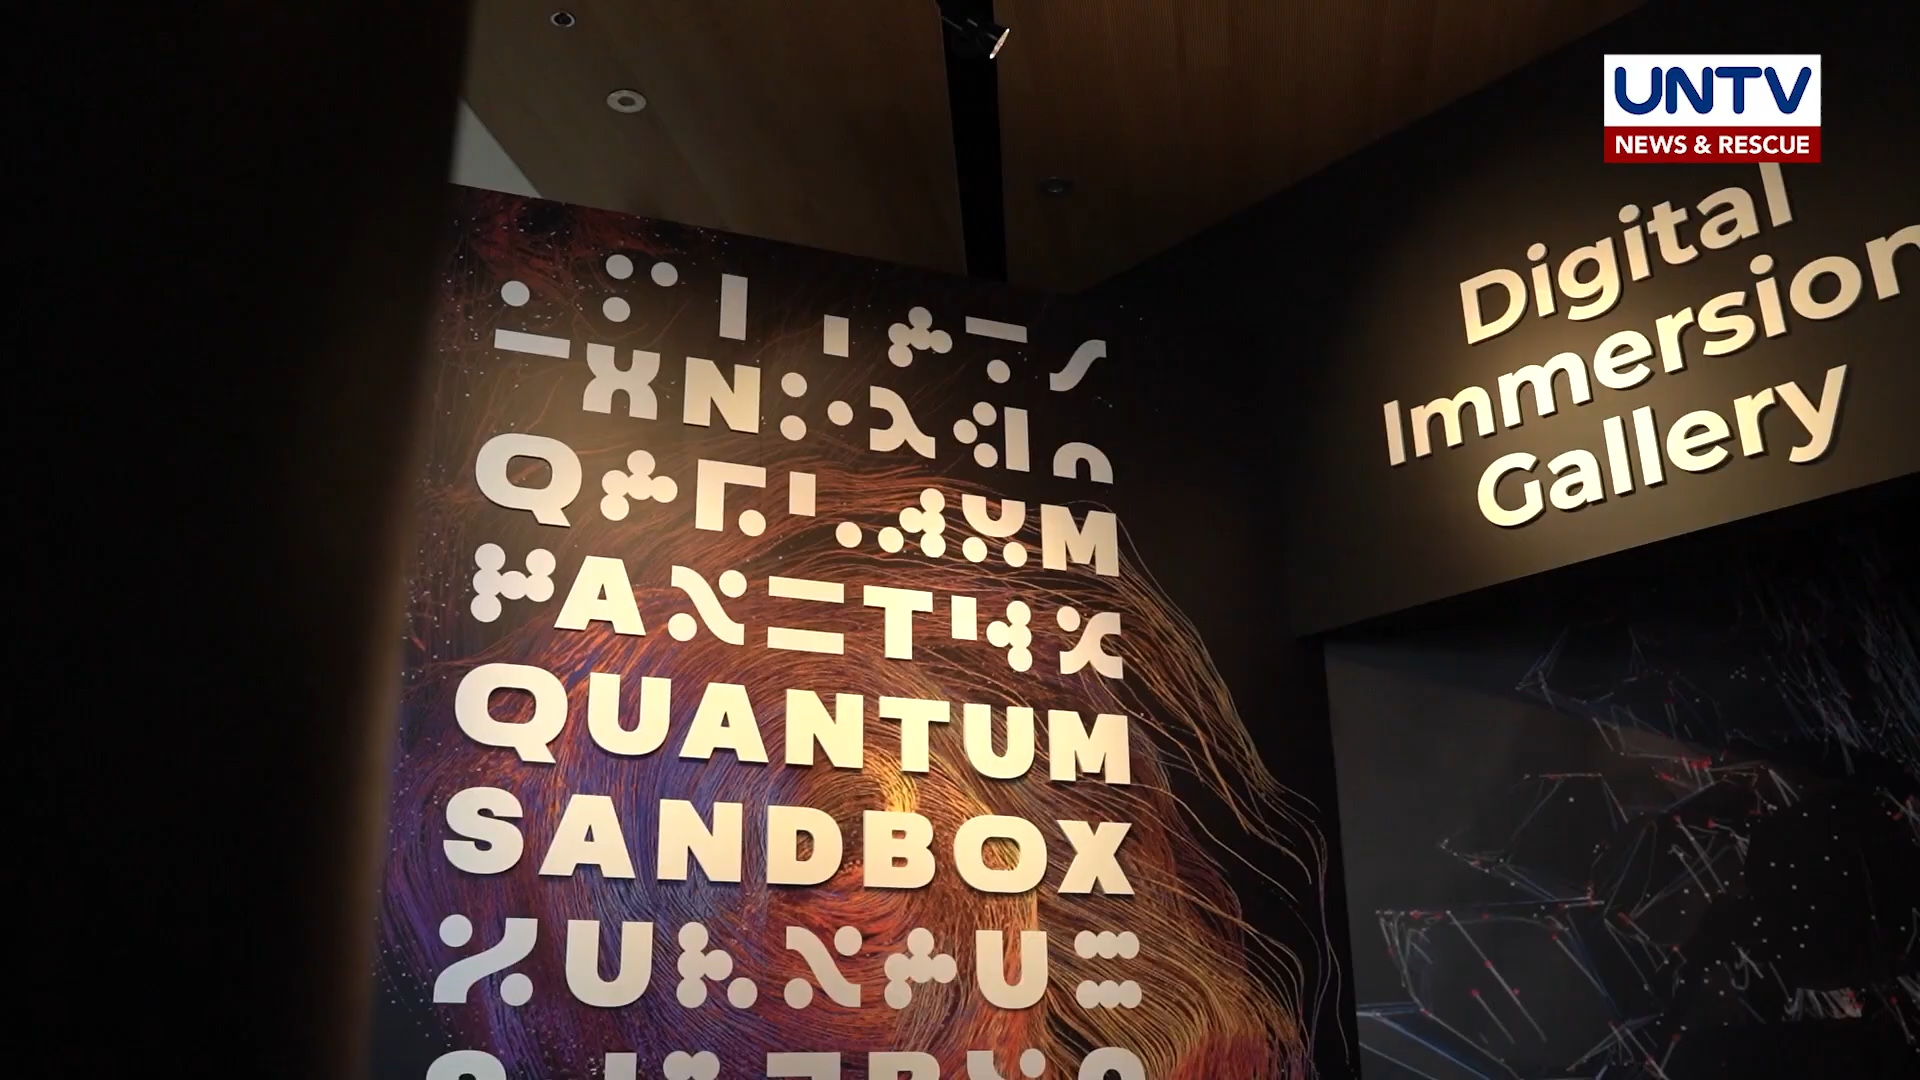 UNTV
NEWS & RESCUE
Digital
Immersion
Gallery
QUANTUM
SANDBOX